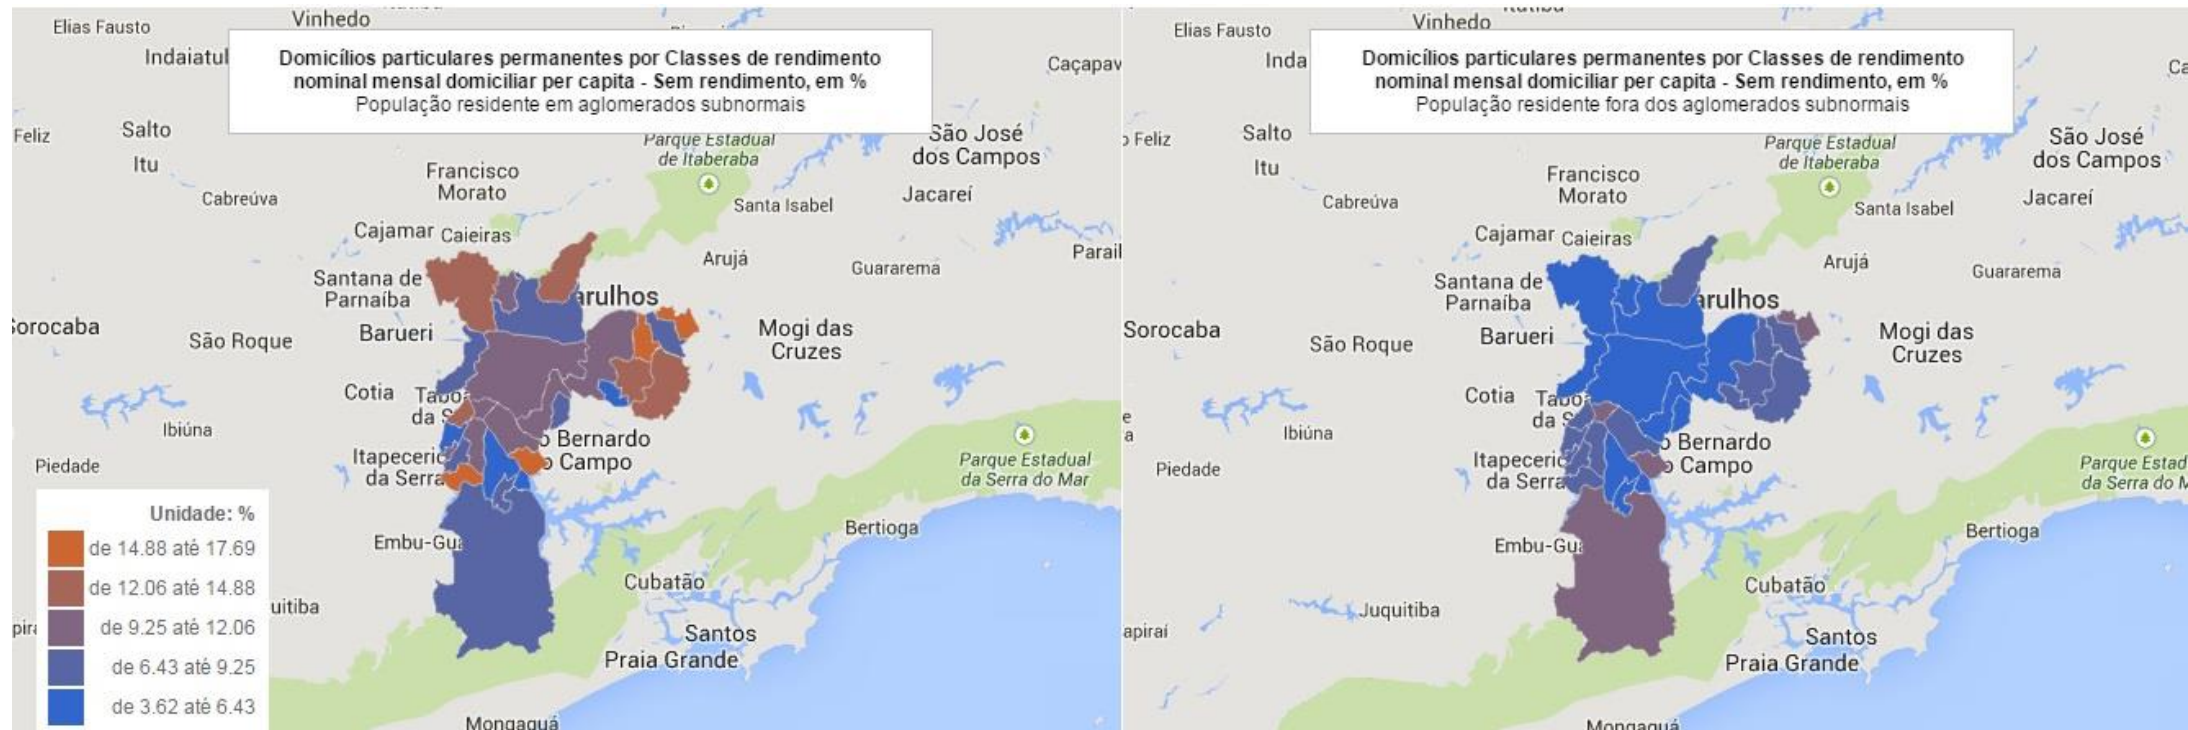 Vinhedo
Elias Fausto
Indaiatul
Domicílios particulares permanentes por Classes de rendimento
nominal mensal domiciliar per capita - Sem rendimento, em %
População residente em aglomerados subnormais
Caçapav
Feliz
Salto
Itu
Parque Estadual
de Itaberaba
São José
dos Campos
Francisco
Morato
Cabreúva
Santa Isabel
Jacareí
Cajamar
Caieiras
Arujá
Guararema
Parail
Santana de
Parnaíba
arulhos
Sorocaba
São Roque
Barueri
Mogi das
Cruzes
Cotia
Taboa
da S
Ibiúna
Piedade
Itapeceric
da Serra
o Bernardo
o Campo
Parque Estadual
da Serra do Mar
Unidade: %
de 14.88 até 17.69
de 12.06 até 14.88
de 9.25 até 12.06
de 6.43 até 9.25
de 3.62 até 6.43
Embu-Gua
Bertioga
Cubatão
uitiba
pira
Santos
Praia Grande
Mongaguá
Vinhedo
Elias Fausto
Inda
Domicílios particulares permanentes por Classes de rendimento
nominal mensal domiciliar per capita - Sem rendimento, em %
População residente fora dos aglomerados subnormais
Ca
o Feliz
Salto
Itu
Parque Estadual
de Itaberaba
São José
dos Campos
Francisco
Morato
Cabreúva
Santa Isabel
Jacareí
Cajamar
Caieiras
Arujá
Guararema
Santana de
Parnaíba
arulhos
Sorocaba
São Roque
Barueri
Mogi das
Cruzes
Cotia
Taboa
da S
e
a
Ibiúna
Piedade
Itapeceric
da Serra
o Bernardo
o Campo
Parque Estad
da Serra do M
Embu-Gua
Bertioga
Cubatão
Juquitiba
apiraí
Santos
Praia Grande
Mongaguá